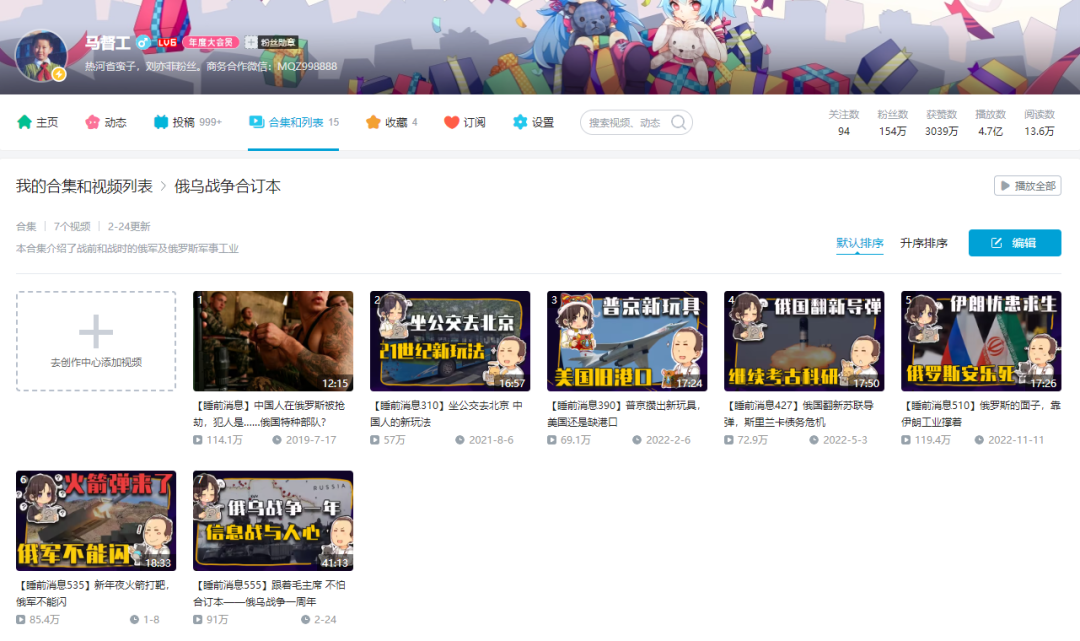 马督工 LV6 年度大会员 粉丝勋章
热河省蛮子，刘亦菲粉丝。商务合作微信：MQZ998888
主页 动态 投稿 999+ 合集和列表 15 收藏 4 订阅 设置 搜索视频、动态
关注数 粉丝数 获赞数 播放数 阅读数
94 154万 3039万 4.7亿 13.6万
我的合集和视频列表 > 俄乌战争合订本 播放全部
合集 | 7个视频 | 2-24更新
本合集介绍了战前和战时的俄军及俄罗斯军事工业
默认排序 升序排序 编辑
去创作中心添加视频
1
12:15
【睡前消息】中国人在俄罗斯被抢
劫，犯人是......俄国特种部队?
114.1万 2019-7-17
2
坐公交去北京
21世纪新玩法
16:57
【睡前消息310】坐公交去北京 中
国人的新玩法
57万 2021-8-6
3
普京新玩具
美国旧港口
17:24
【睡前消息390】普京攒出新玩具，
美国还是缺港口
69.1万 2022-2-6
4
俄国翻新导弹
继续考古科研
17:50
【睡前消息427】俄国翻新苏联导
弹，斯里兰卡债务危机
72.9万 2022-5-3
5
伊朗忧患求生
俄罗斯安乐死
17:26
【睡前消息510】俄罗斯的面子，靠
伊朗工业撑着
119.4万 2022-11-11
6
火箭弹来了
俄军不能闪
18:33
【睡前消息535】新年夜火箭打靶，
俄军不能闪
85.4万 1-8
7
RUSSIA
俄乌战争一年
信息战与人心
41:13
【睡前消息555】跟着毛主席 不怕
合订本——俄乌战争一周年
91万 2-24